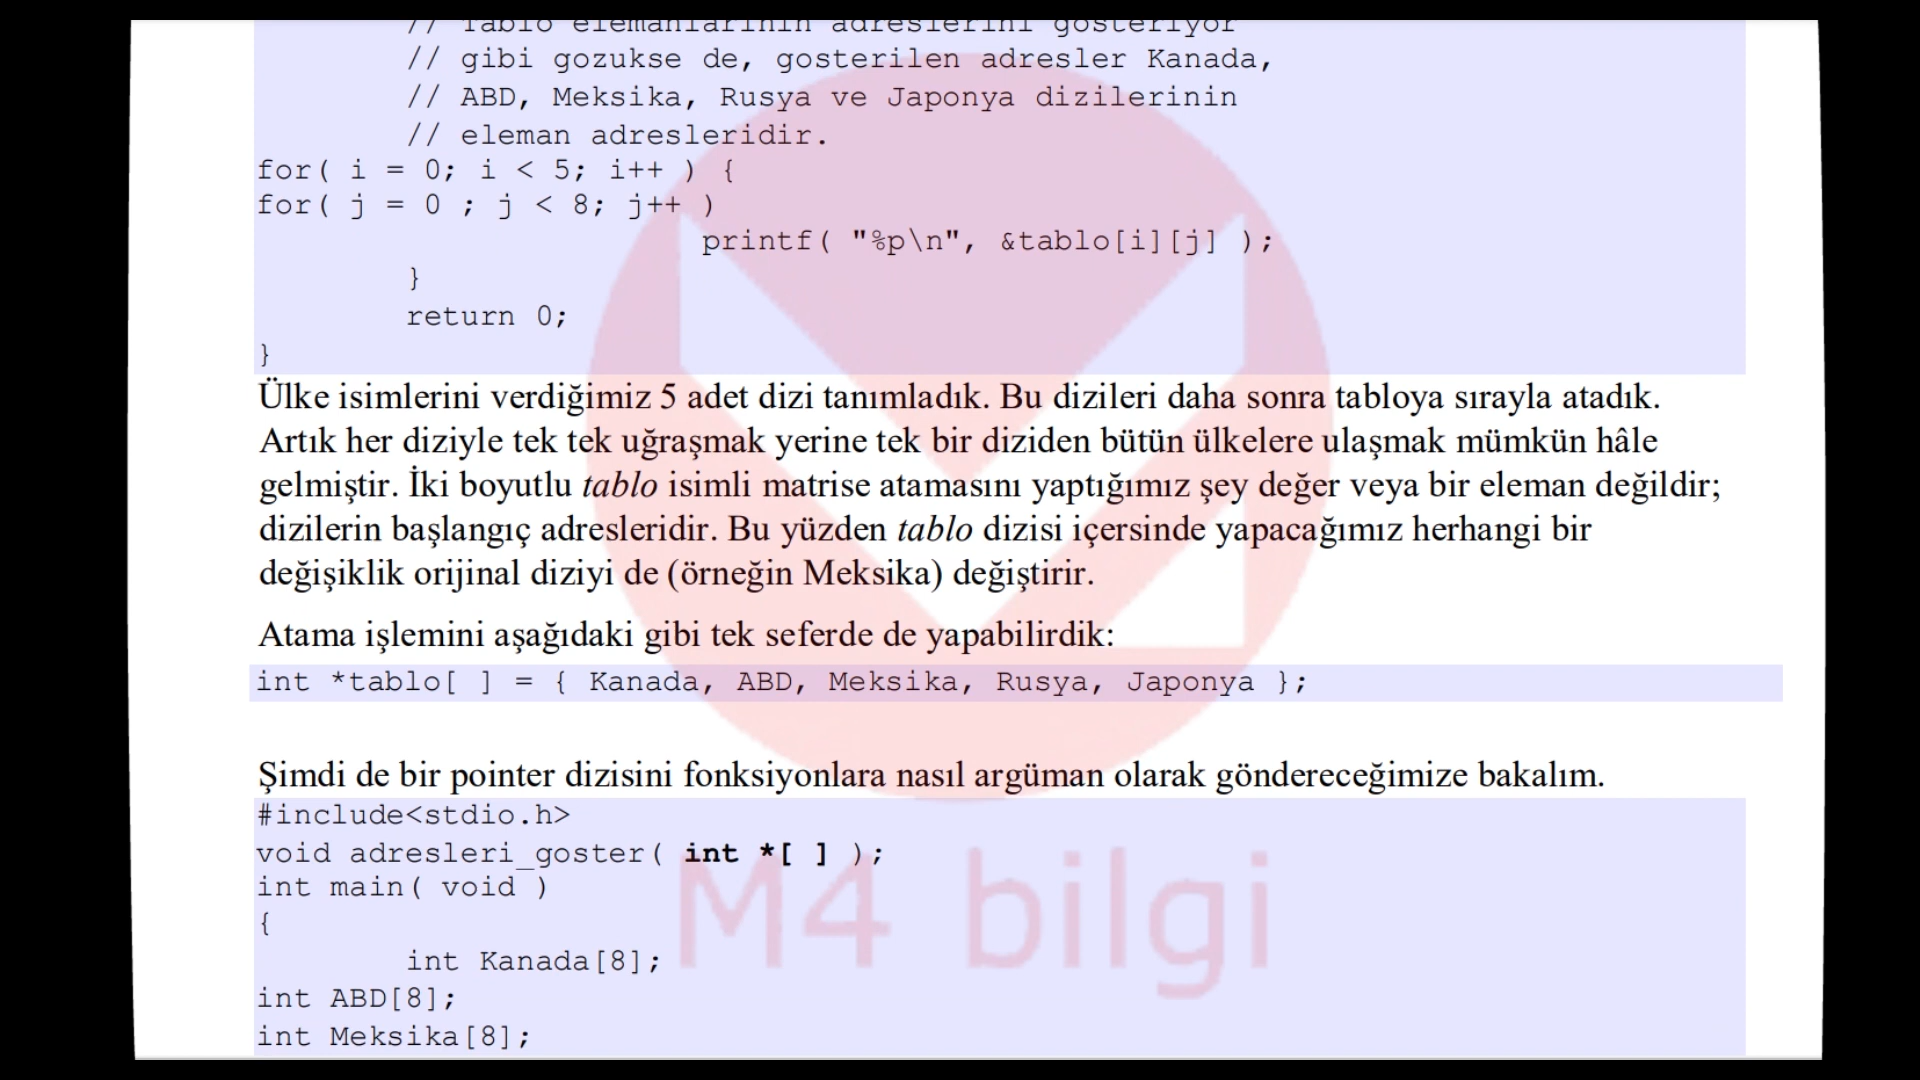 // Tablo elemanlarinin adreslerini gosteriyor
// gibi gozukse de, gosterilen adresler Kanada,
// ABD, Meksika, Rusya ve Japonya dizilerinin
// eleman adresleridir.
for( i = 0; i < 5; i++ ) {
for( j = 0 ; j < 8; j++ )
printf( "%p\n", &tablo[i][j] );
}
return 0;
}
Ülke isimlerini verdiğimiz 5 adet dizi tanımladık. Bu dizileri daha sonra tabloya sırayla atadık.
Artık her diziyle tek tek uğraşmak yerine tek bir diziden bütün ülkelere ulaşmak mümkün hâle
gelmiştir. İki boyutlu tablo isimli matrise atamasını yaptığımız şey değer veya bir eleman değildir;
dizilerin başlangıç adresleridir. Bu yüzden tablo dizisi içersinde yapacağımız herhangi bir
değişiklik orijinal diziyi de (örneğin Meksika) değiştirir.
Atama işlemini aşağıdaki gibi tek seferde de yapabilirdik:
int *tablo[ ] = { Kanada, ABD, Meksika, Rusya, Japonya };
Şimdi de bir pointer dizisini fonksiyonlara nasıl argüman olarak göndereceğimize bakalım.
#include<stdio.h>
void adresleri_goster( int *[ ] );
int main( void )
{
int Kanada[8];
int ABD[8];
int Meksika[8];
M4 bilgi